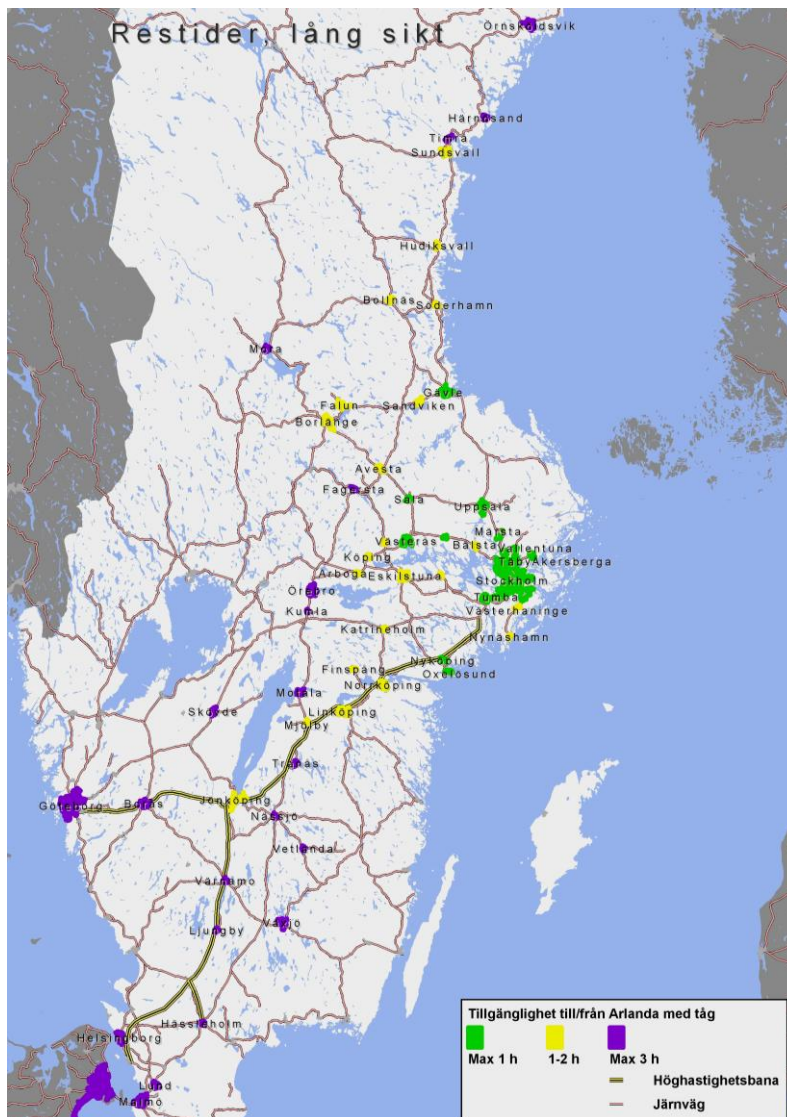 Restider, lång sikt
Örnsköldsvik
Härnösand
Timrå
Sundsvall
Hudiksvall
Bollnäs
Söderhamn
Mora
Gävle
Falun
Sandviken
Borlänge
Avesta
Fagersta
Sala
Uppsala
Märsta
Västerås
Bålsta
Vallentuna
Köping
Täby
Åkersberga
Arboga
Eskilstuna
Stockholm
Örebro
Tumba
Kumla
Västerhaninge
Katrineholm
Nynäshamn
Nyköping
Finspång
Oxelösund
Norrköping
Motala
Skövde
Linköping
Mjölby
Tranås
Göteborg
Borås
Jönköping
Nässjö
Vetlanda
Värnamo
Växjö
Ljungby
Hässleholm
Helsingborg
Lund
Malmö
Tillgänglighet till/från Arlanda med tåg
Max 1 h 1-2 h Max 3 h
Höghastighetsbana
Järnväg